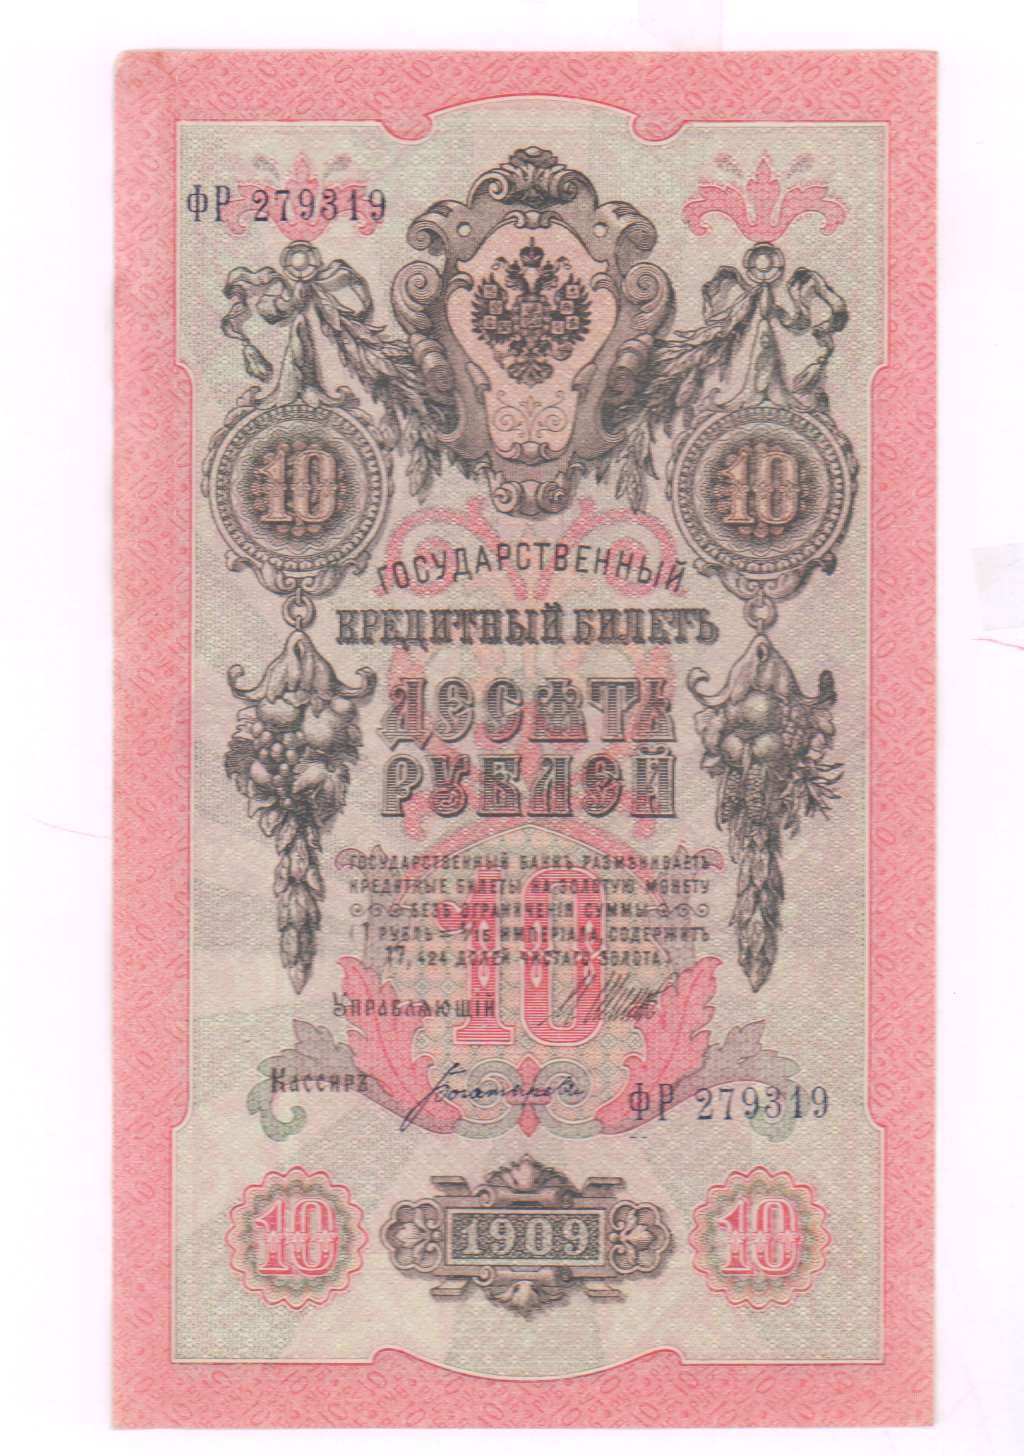 ФР 279319
10 10
ГОСУДАРСТВЕННЫЙ
КРЕДИТНЫЙ БИЛЕТЪ
ДЕСЯТЬ
РУБЛЕЙ
ГОСУДАРСТВЕННЫЙ БАНКЪ РАЗМѢНИВАЕТЪ
КРЕДИТНЫЕ БИЛЕТЫ НА ЗОЛОТУЮ МОНЕТУ
БЕЗЪ ОГРАНИЧЕНІЯ СУММЫ
(1 РУБЛЬ = 1/15 ИМПЕРІАЛА, СОДЕРЖИТЪ
17,424 ДОЛЕЙ ЧИСТАГО ЗОЛОТА).
10
УПРАВЛЯЮЩІЙ
КАССИРЪ
ФР 279319
10 1909 10